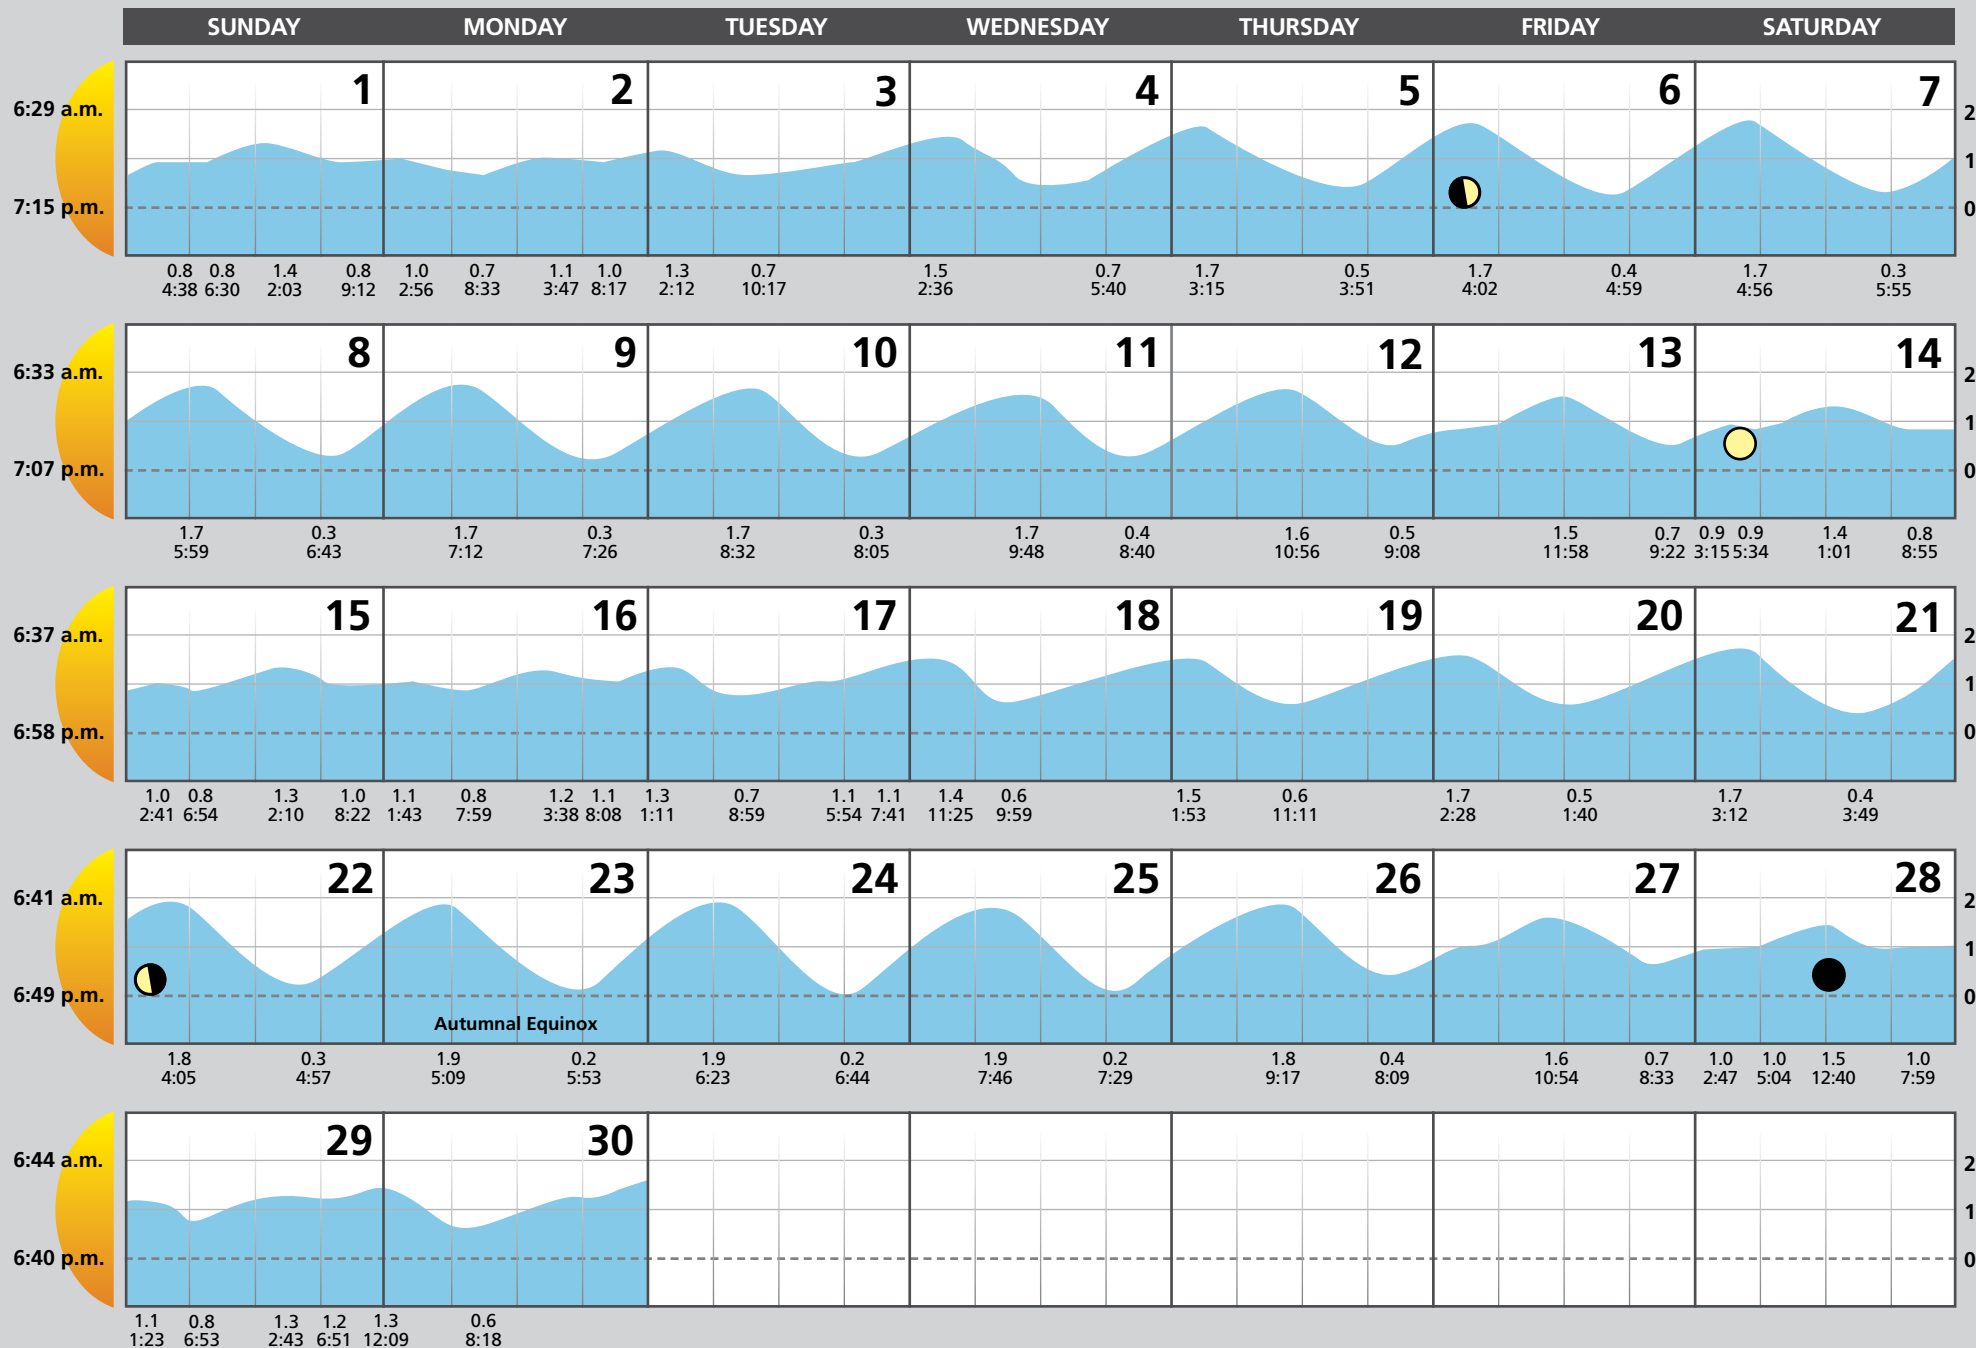 SUNDAY MONDAY TUESDAY WEDNESDAY THURSDAY FRIDAY SATURDAY
1 2 3 4 5 6 7
6:29 a.m. 2
1
7:15 p.m. 0
0.8 0.8 1.4 0.8 1.0 0.7 1.1 1.0 1.3 0.7 1.5 0.7 1.7 0.5 1.7 0.4 1.7 0.3
4:38 6:30 2:03 9:12 2:56 8:33 3:47 8:17 2:12 10:17 2:36 5:40 3:15 3:51 4:02 4:59 4:56 5:55
8 9 10 11 12 13 14
6:33 a.m. 2
1
7:07 p.m. 0
1.7 0.3 1.7 0.3 1.7 0.3 1.7 0.4 1.6 0.5 1.5 0.7 0.9 0.9 1.4 0.8
5:59 6:43 7:12 7:26 8:32 8:05 9:48 8:40 10:56 9:08 11:58 9:22 3:15 5:34 1:01 8:55
15 16 17 18 19 20 21
6:37 a.m. 2
1
6:58 p.m. 0
1.0 0.8 1.3 1.0 1.1 0.8 1.2 1.1 1.3 0.7 1.1 1.1 1.4 0.6 1.5 0.6 1.7 0.5 1.7 0.4
2:41 6:54 2:10 8:22 1:43 7:59 3:38 8:08 1:11 8:59 5:54 7:41 11:25 9:59 1:53 11:11 2:28 1:40 3:12 3:49
22 23 24 25 26 27 28
6:41 a.m. 2
1
6:49 p.m. 0
Autumnal Equinox
1.8 0.3 1.9 0.2 1.9 0.2 1.9 0.2 1.8 0.4 1.6 0.7 1.0 1.0 1.5 1.0
4:05 4:57 5:09 5:53 6:23 6:44 7:46 7:29 9:17 8:09 10:54 8:33 2:47 5:04 12:40 7:59
29 30
6:44 a.m. 2
1
6:40 p.m. 0
1.1 0.8 1.3 1.2 1.3 0.6
1:23 6:53 2:43 6:51 12:09 8:18